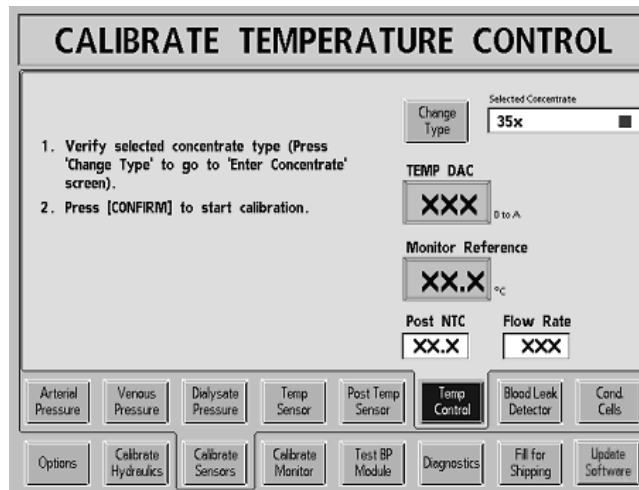 CALIBRATE TEMPERATURE CONTROL
Change
Type
Selected Concentrate
35x
1. Verify selected concentrate type (Press
'Change Type' to go to 'Enter Concentrate'
screen).
2. Press [CONFIRM] to start calibration.
TEMP DAC
XXX
D to A
Monitor Reference
XX.X
°C
Post NTC
Flow Rate
XX.X
XXX
Arterial
Pressure
Venous
Pressure
Dialysate
Pressure
Temp
Sensor
Post Temp
Sensor
Temp
Control
Blood Leak
Detector
Cond.
Cells
Options
Calibrate
Hydraulics
Calibrate
Sensors
Calibrate
Monitor
Test BP
Module
Diagnostics
Fill for
Shipping
Update
Software